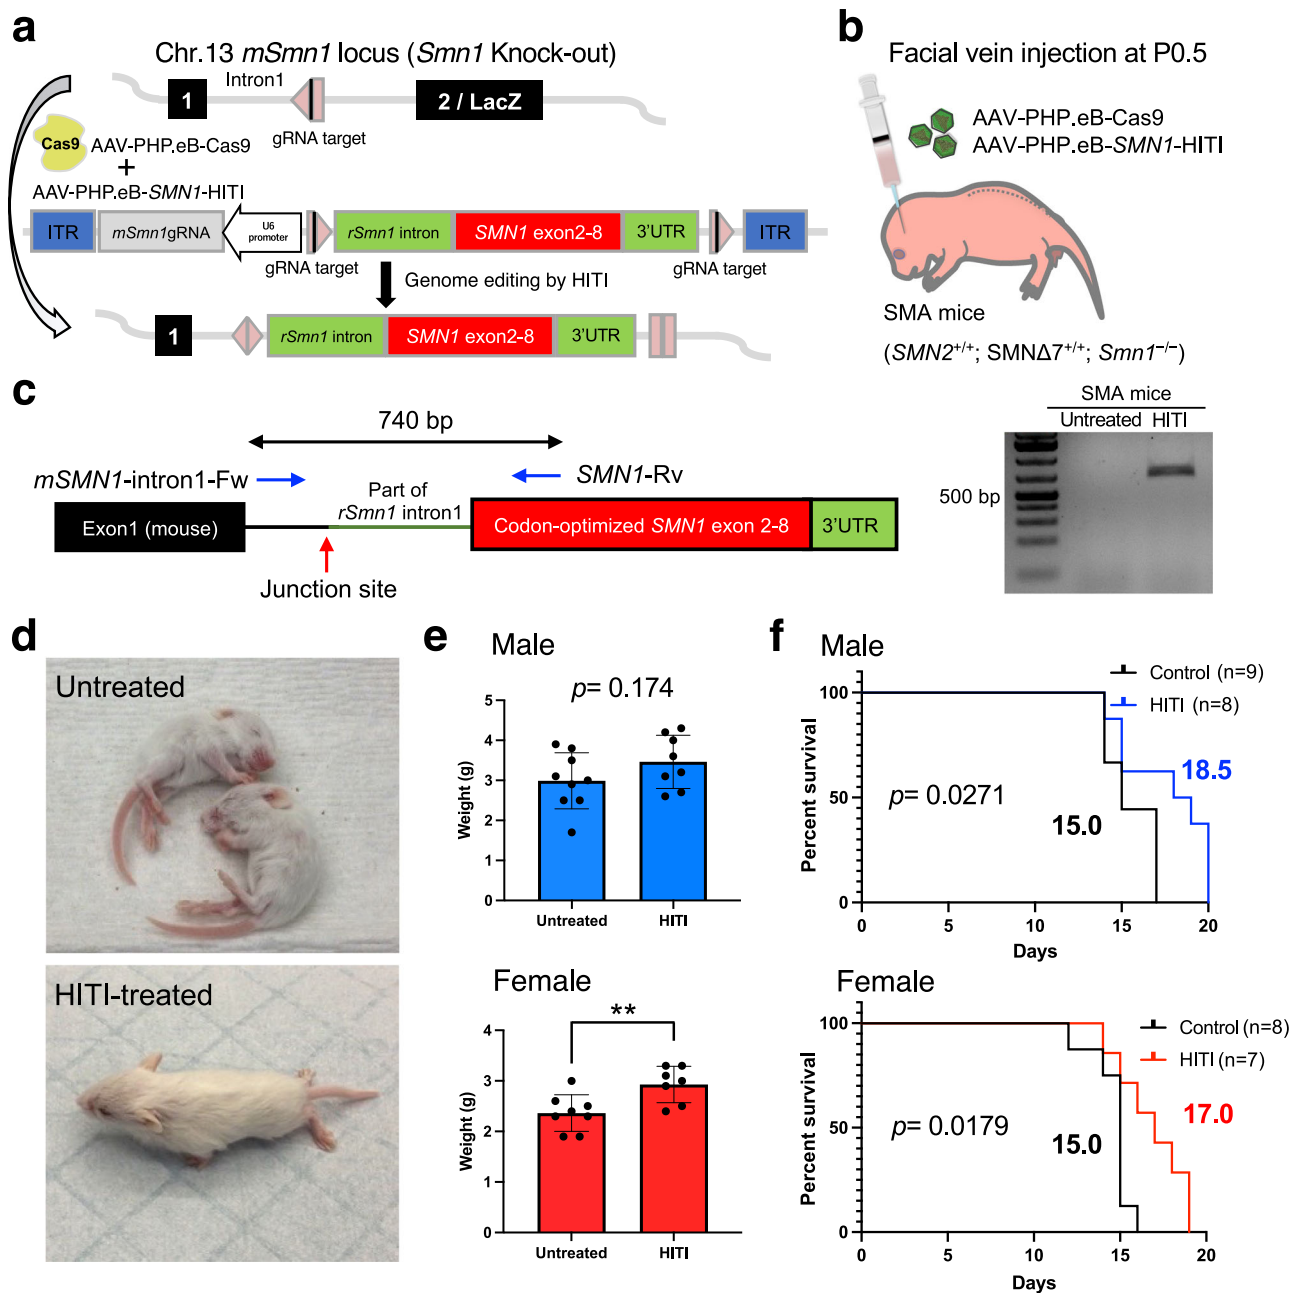 a
Chr.13 mSmn1 locus (Smn1 Knock-out)
Intron1
1
2 / LacZ
gRNA target
Cas9
AAV-PHP.eB-Cas9
+
AAV-PHP.eB-SMN1-HITI
ITR
mSmn1gRNA
U6
promoter
rSmn1 intron
SMN1 exon2-8
3'UTR
ITR
gRNA target
gRNA target
Genome editing by HITI
1
rSmn1 intron
SMN1 exon2-8
3'UTR
b
Facial vein injection at P0.5
AAV-PHP.eB-Cas9
AAV-PHP.eB-SMN1-HITI
SMA mice
(SMN2+/+; SMNΔ7+/+; Smn1−/−)
c
740 bp
mSMN1-intron1-Fw
SMN1-Rv
Part of
rSmn1 intron1
Exon1 (mouse)
Codon-optimized SMN1 exon 2-8
3'UTR
Junction site
SMA mice
Untreated HITI
500 bp
d
Untreated
HITI-treated
e
Male
p= 0.174
Weight (g)
5
4
3
2
1
0
Untreated
HITI
Female
**
Weight (g)
4
3
2
1
0
Untreated
HITI
f
Male
Control (n=9)
HITI (n=8)
Percent survival
100
50
0
p= 0.0271
15.0
18.5
0 5 10 15 20
Days
Female
Control (n=8)
HITI (n=7)
Percent survival
100
50
0
p= 0.0179
15.0
17.0
0 5 10 15 20
Days